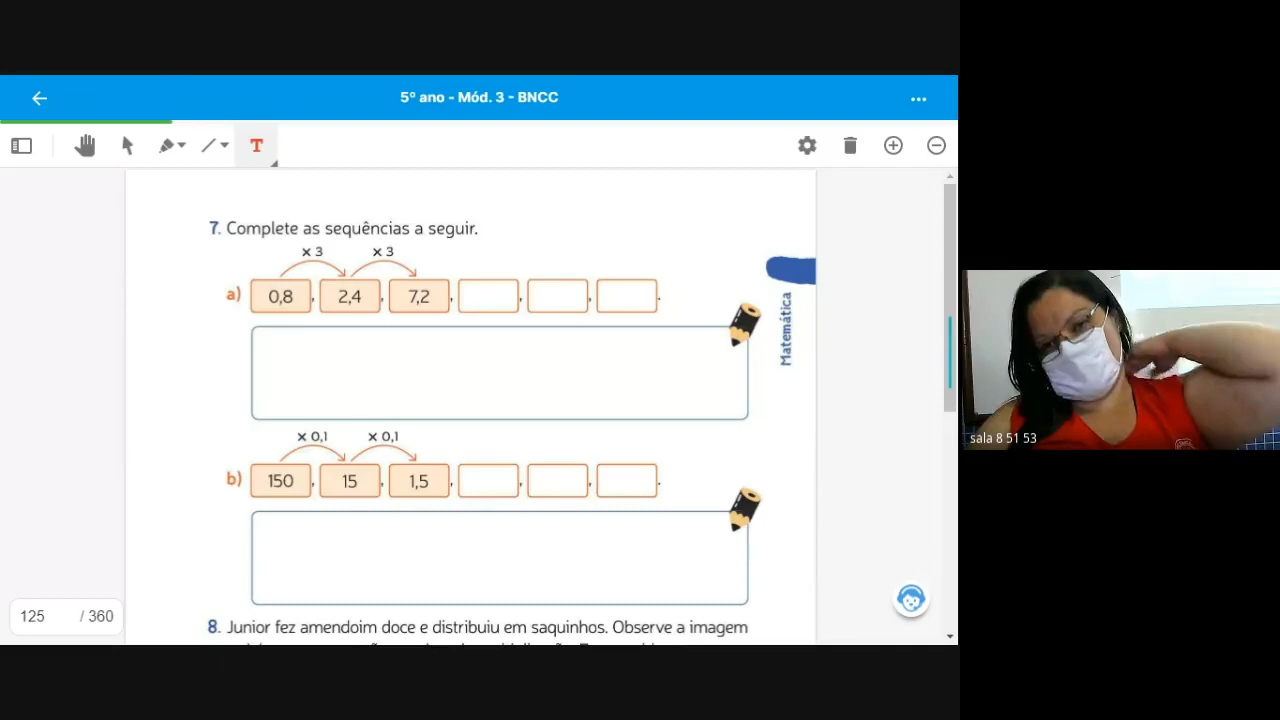 5º ano - Mód. 3 - BNCC
T
7. Complete as sequências a seguir.
× 3 × 3
a) 0,8, 2,4, 7,2, , , .
Matemática
× 0,1 × 0,1
b) 150, 15, 1,5, , , .
8. Junior fez amendoim doce e distribuiu em saquinhos. Observe a imagem
125 / 360
sala 8 51 53